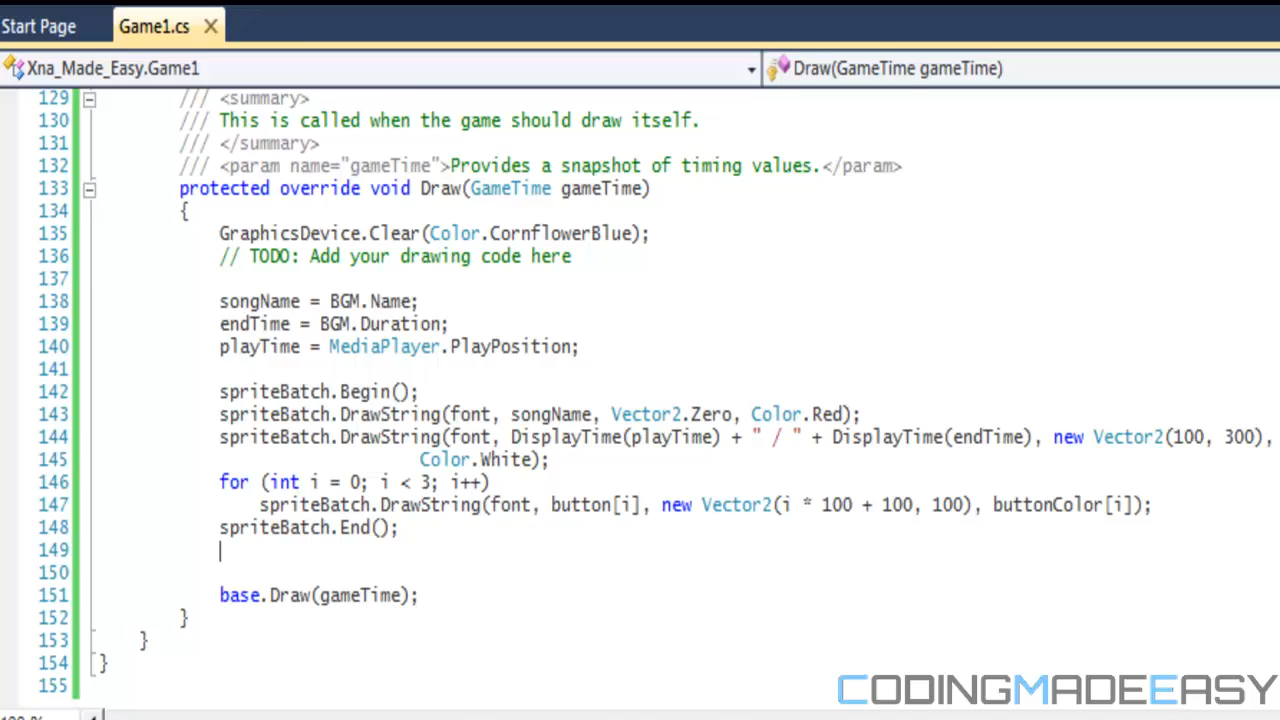 Start Page Game1.cs X
Xna_Made_Easy.Game1 Draw(GameTime gameTime)
129 /// <summary>
130 /// This is called when the game should draw itself.
131 /// </summary>
132 /// <param name="gameTime">Provides a snapshot of timing values.</param>
133 protected override void Draw(GameTime gameTime)
134 {
135 GraphicsDevice.Clear(Color.CornflowerBlue);
136 // TODO: Add your drawing code here
137
138 songName = BGM.Name;
139 endTime = BGM.Duration;
140 playTime = MediaPlayer.PlayPosition;
141
142 spriteBatch.Begin();
143 spriteBatch.DrawString(font, songName, Vector2.Zero, Color.Red);
144 spriteBatch.DrawString(font, DisplayTime(playTime) + " / " + DisplayTime(endTime), new Vector2(100, 300),
145 Color.White);
146 for (int i = 0; i < 3; i++)
147 spriteBatch.DrawString(font, button[i], new Vector2(i * 100 + 100, 100), buttonColor[i]);
148 spriteBatch.End();
149
150
151 base.Draw(gameTime);
152 }
153 }
154 }
155
CODINGMADEEASY